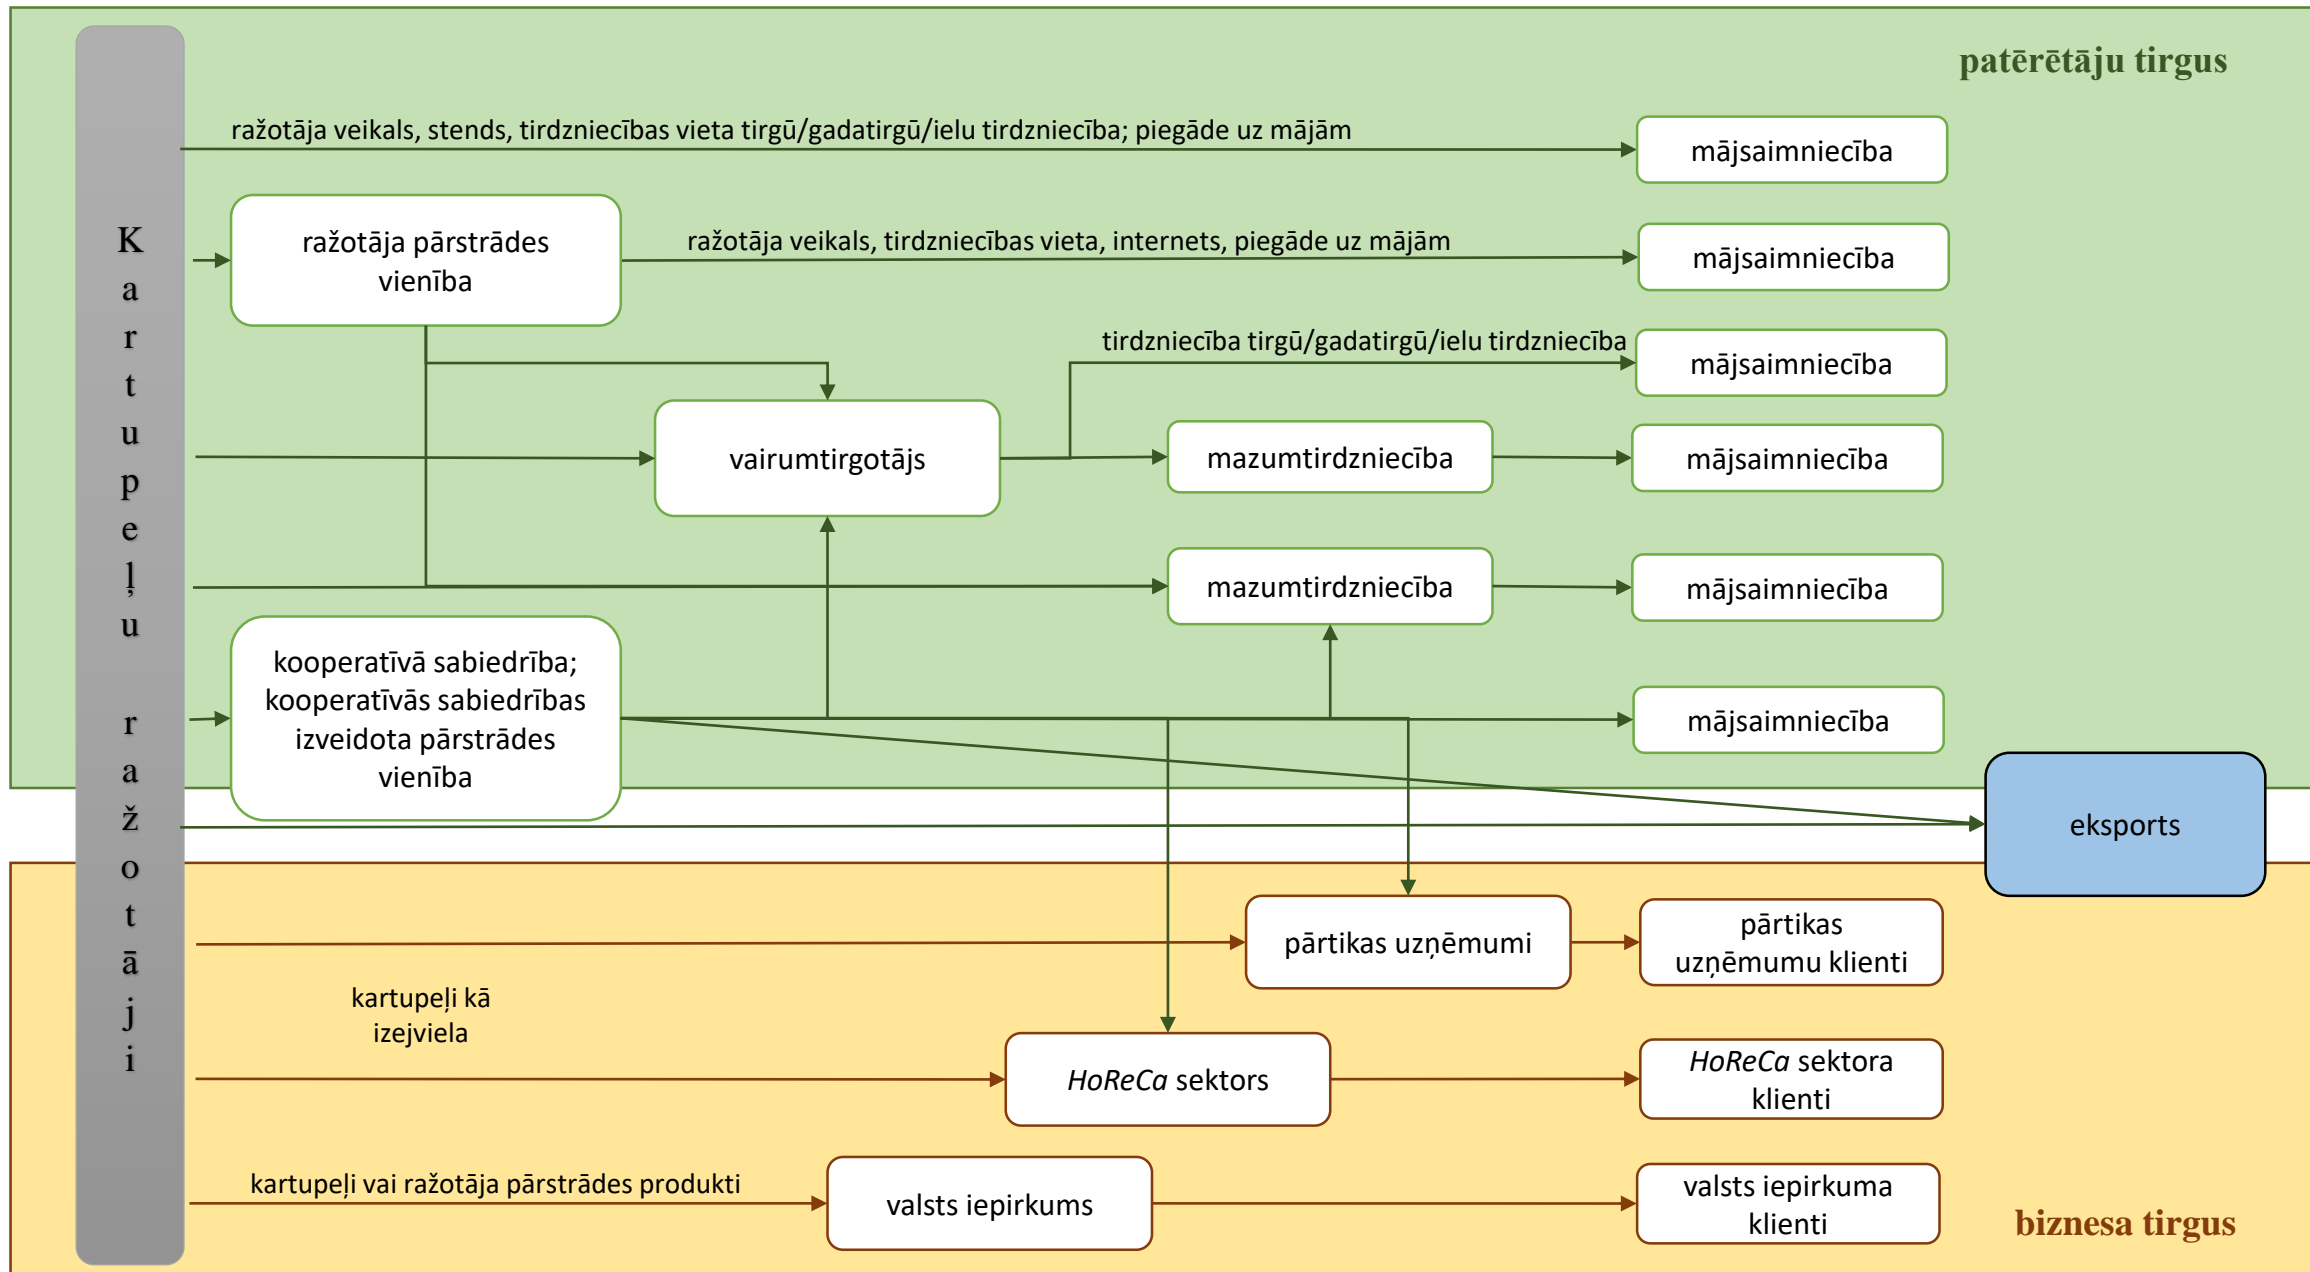 patērētāju tirgus
Kartupeļu ražotāji
ražotāja veikals, stends, tirdzniecības vieta tirgū/gadatirgū/ielu tirdzniecība; piegāde uz mājām
mājsaimniecība
ražotāja pārstrādes
vienība
ražotāja veikals, tirdzniecības vieta, internets, piegāde uz mājām
mājsaimniecība
tirdzniecība tirgū/gadatirgū/ielu tirdzniecība
mājsaimniecība
vairumtirgotājs
mazumtirdzniecība
mājsaimniecība
mazumtirdzniecība
mājsaimniecība
kooperatīvā sabiedrība;
kooperatīvās sabiedrības
izveidota pārstrādes
vienība
mājsaimniecība
eksports
pārtikas uzņēmumi
pārtikas
uzņēmumu klienti
kartupeļi kā
izejviela
HoReCa sektors
HoReCa sektora
klienti
kartupeļi vai ražotāja pārstrādes produkti
valsts iepirkums
valsts iepirkuma
klienti
biznesa tirgus